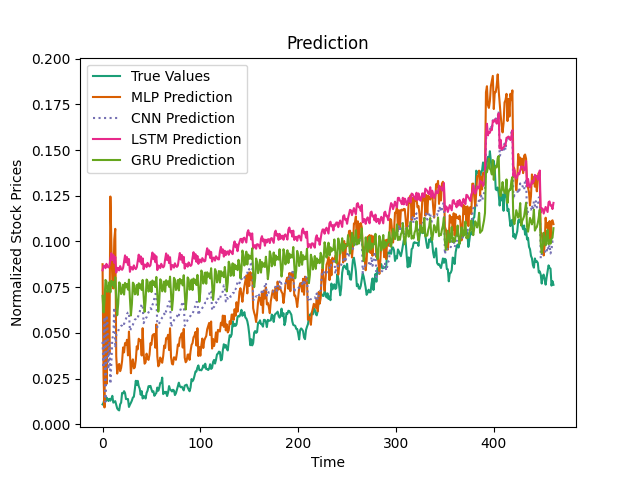 Prediction
True Values
MLP Prediction
CNN Prediction
LSTM Prediction
GRU Prediction
Normalized Stock Prices
0.200
0.175
0.150
0.125
0.100
0.075
0.050
0.025
0.000
0 100 200 300 400
Time